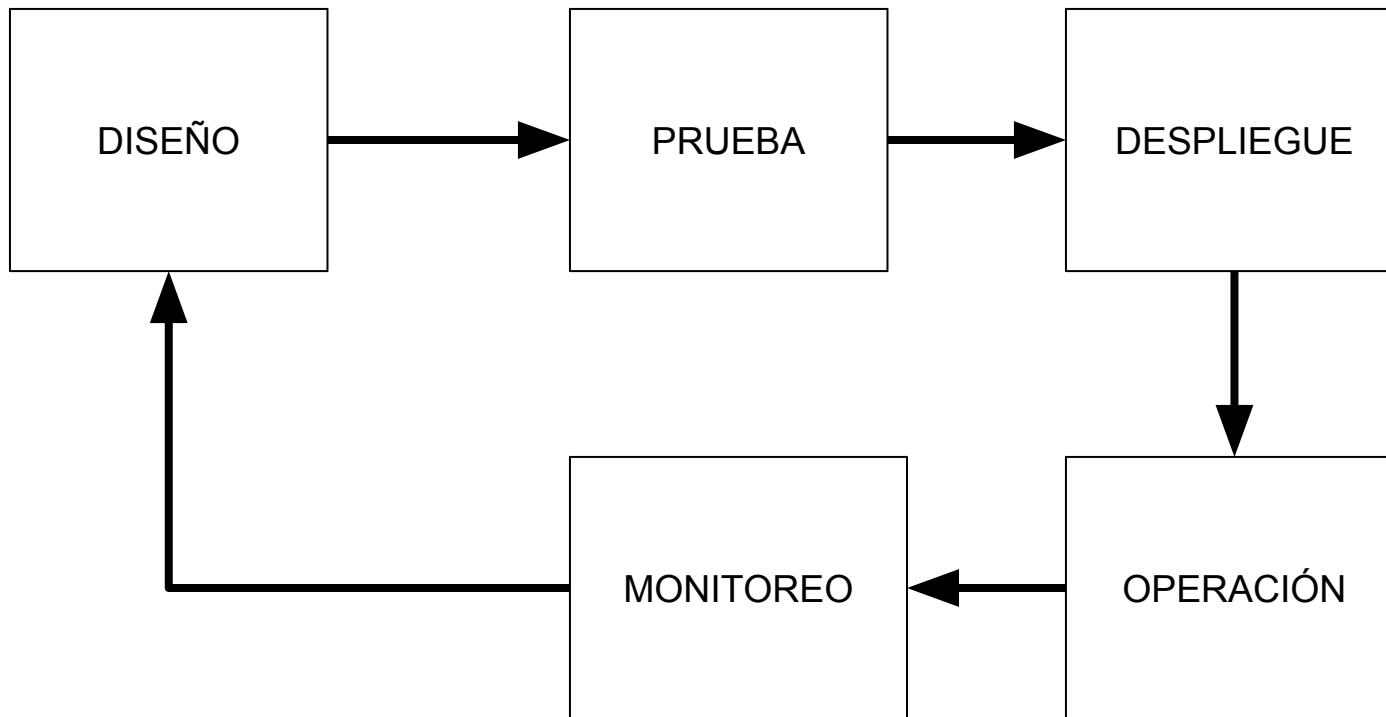 DISEÑO
PRUEBA
DESPLIEGUE
MONITOREO
OPERACIÓN